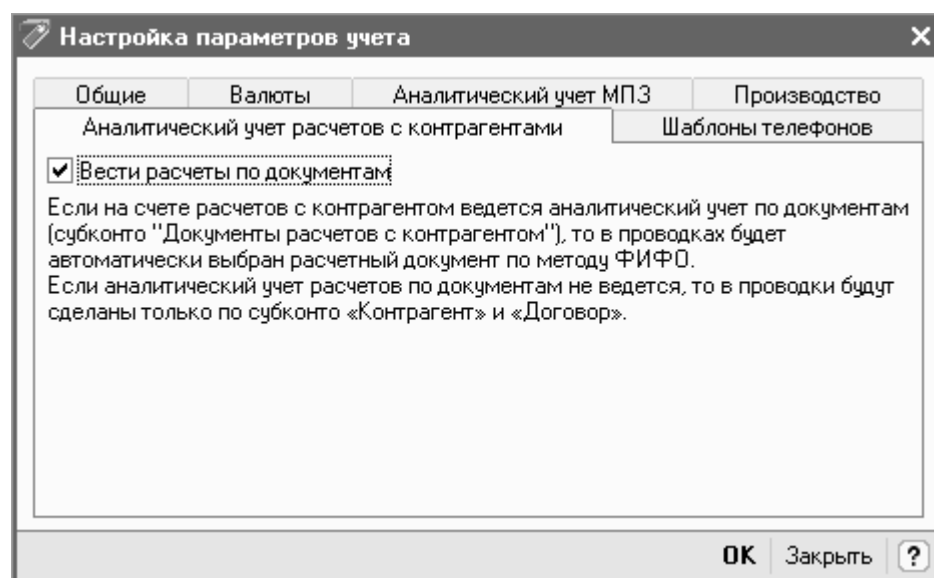 Настройка параметров учета
Общие Валюты Аналитический учет МПЗ Производство
Аналитический учет расчетов с контрагентами Шаблоны телефонов
Вести расчеты по документам
Если на счете расчетов с контрагентом ведется аналитический учет по документам
(субконто "Документы расчетов с контрагентом"), то в проводках будет
автоматически выбран расчетный документ по методу ФИФО.
Если аналитический учет расчетов по документам не ведется, то в проводки будут
сделаны только по субконто «Контрагент» и «Договор».
OK Закрыть ?